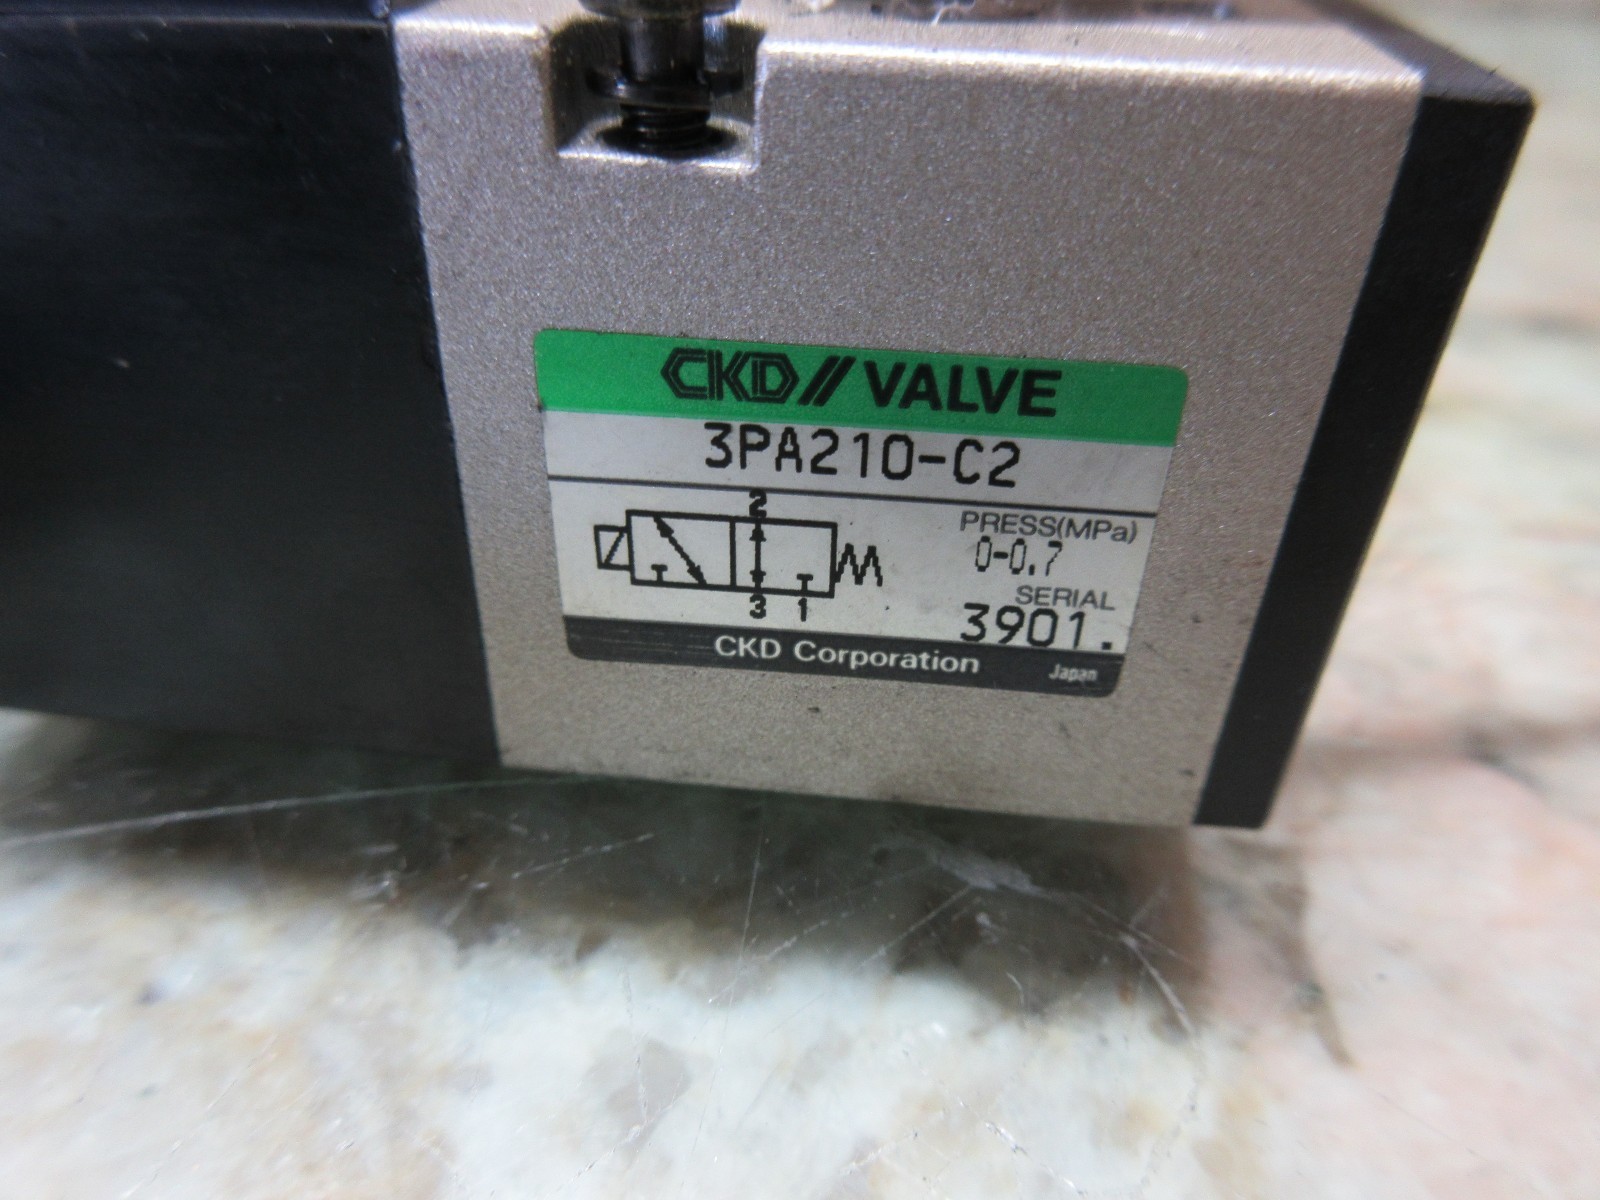 CKD//VALVE
3PA210-C2
2
PRESS(MPa)
0-0.7
3 1
SERIAL
3901.
CKD Corporation Japan